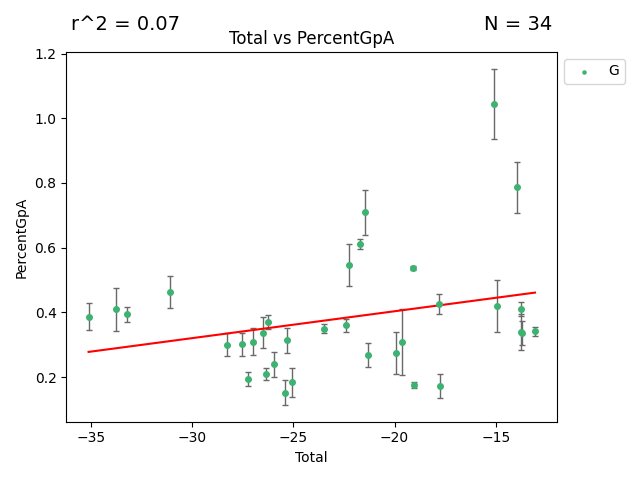 r^2 = 0.07
N = 34
Total vs PercentGpA
G
PercentGpA
1.2
1.0
0.8
0.6
0.4
0.2
−35
−30
−25
−20
−15
Total